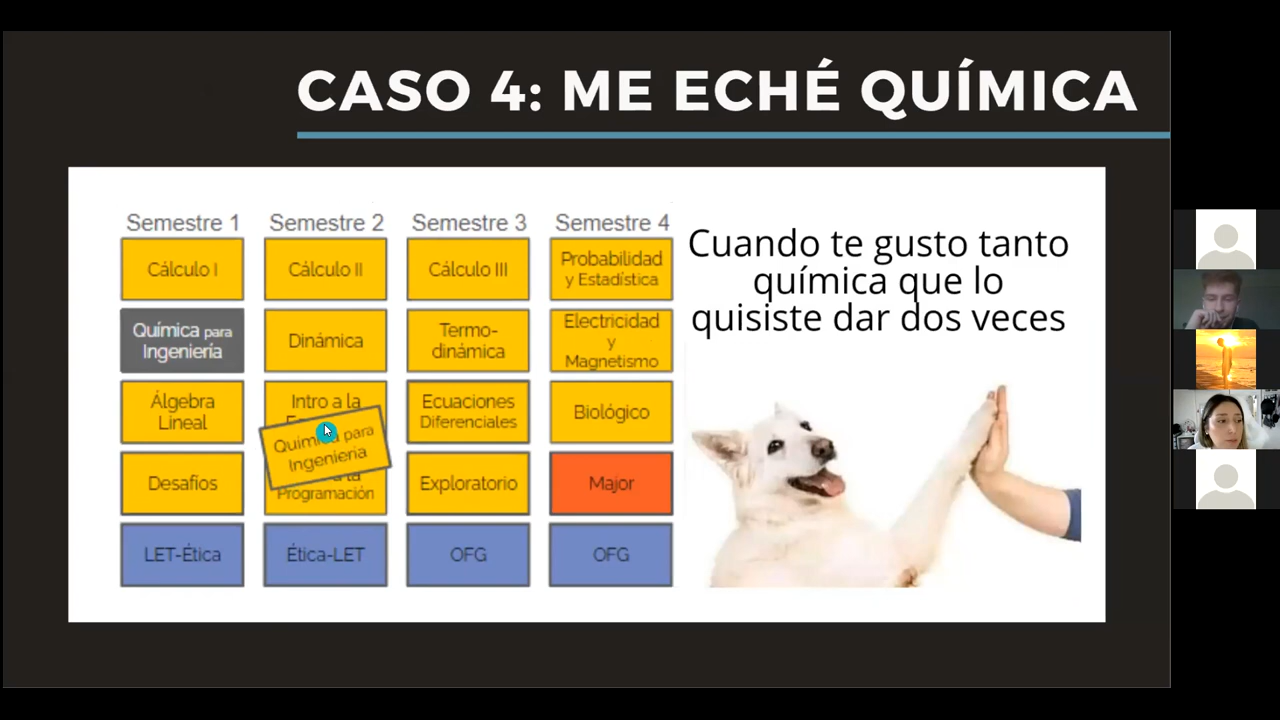 CASO 4: ME ECHÉ QUÍMICA
Semestre 1
Semestre 2
Semestre 3
Semestre 4
Cálculo I
Cálculo II
Cálculo III
Probabilidad
y Estadística
Química para
Ingeniería
Dinámica
Termo-
dinámica
Electricidad
y
Magnetismo
Álgebra
Lineal
Intro a la
Química para
Ingeniería
Ecuaciones
Diferenciales
Biológico
Desafíos
Programación
Exploratorio
Major
LET-Ética
Ética-LET
OFG
OFG
Cuando te gusto tanto
química que lo
quisiste dar dos veces